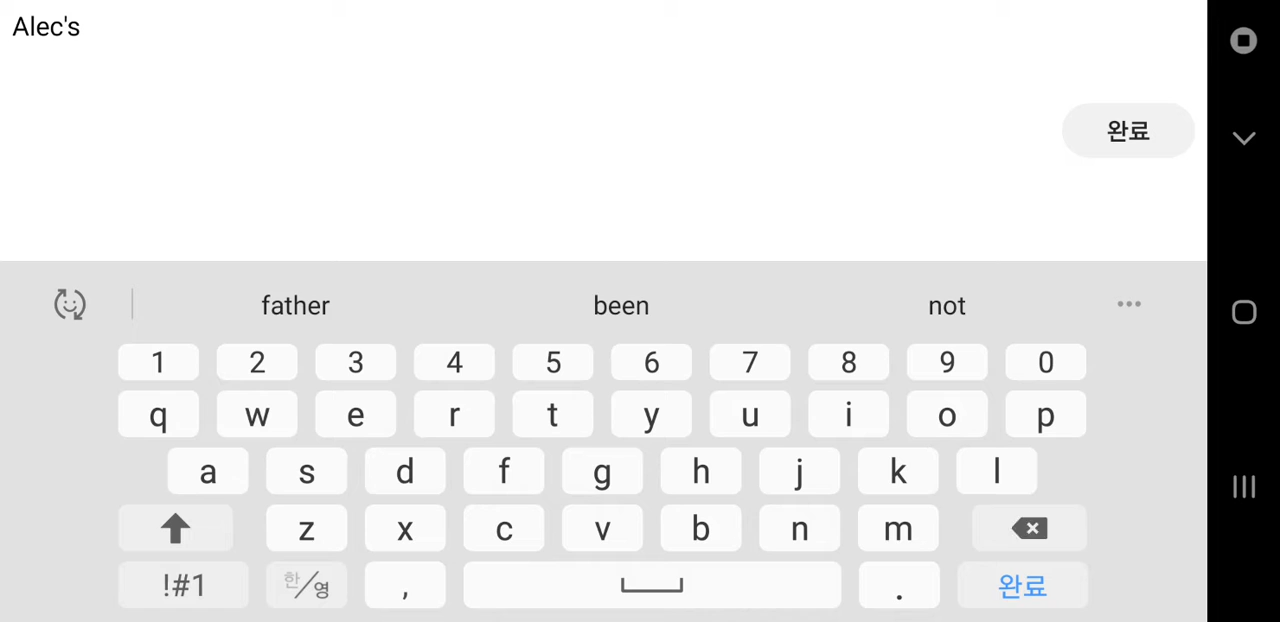 Alec's
완료
father been not
1 2 3 4 5 6 7 8 9 0
q w e r t y u i o p
a s d f g h j k l
z x c v b n m
!#1 한/영 , . 완료